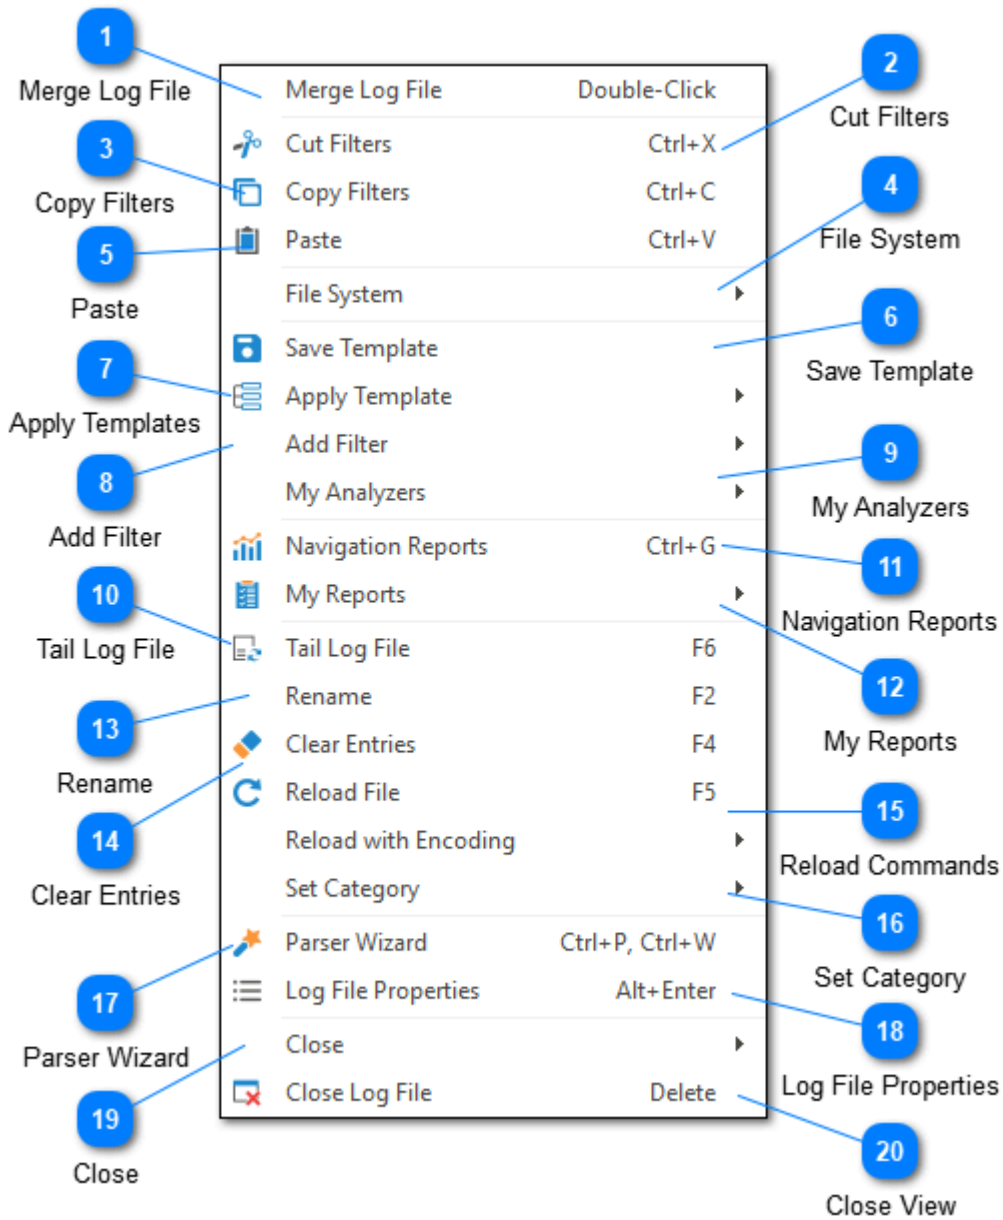 1
Merge Log File
2
Cut Filters
3
Copy Filters
4
File System
5
Paste
6
Save Template
7
Apply Templates
8
Add Filter
9
My Analyzers
10
Tail Log File
11
Navigation Reports
12
My Reports
13
Rename
14
Clear Entries
15
Reload Commands
16
Set Category
17
Parser Wizard
18
Log File Properties
19
Close
20
Close View
Merge Log File Double-Click
Cut Filters Ctrl+X
Copy Filters Ctrl+C
Paste Ctrl+V
File System
Save Template
Apply Template
Add Filter
My Analyzers
Navigation Reports Ctrl+G
My Reports
Tail Log File F6
Rename F2
Clear Entries F4
Reload File F5
Reload with Encoding
Set Category
Parser Wizard Ctrl+P, Ctrl+W
Log File Properties Alt+Enter
Close
Close Log File Delete